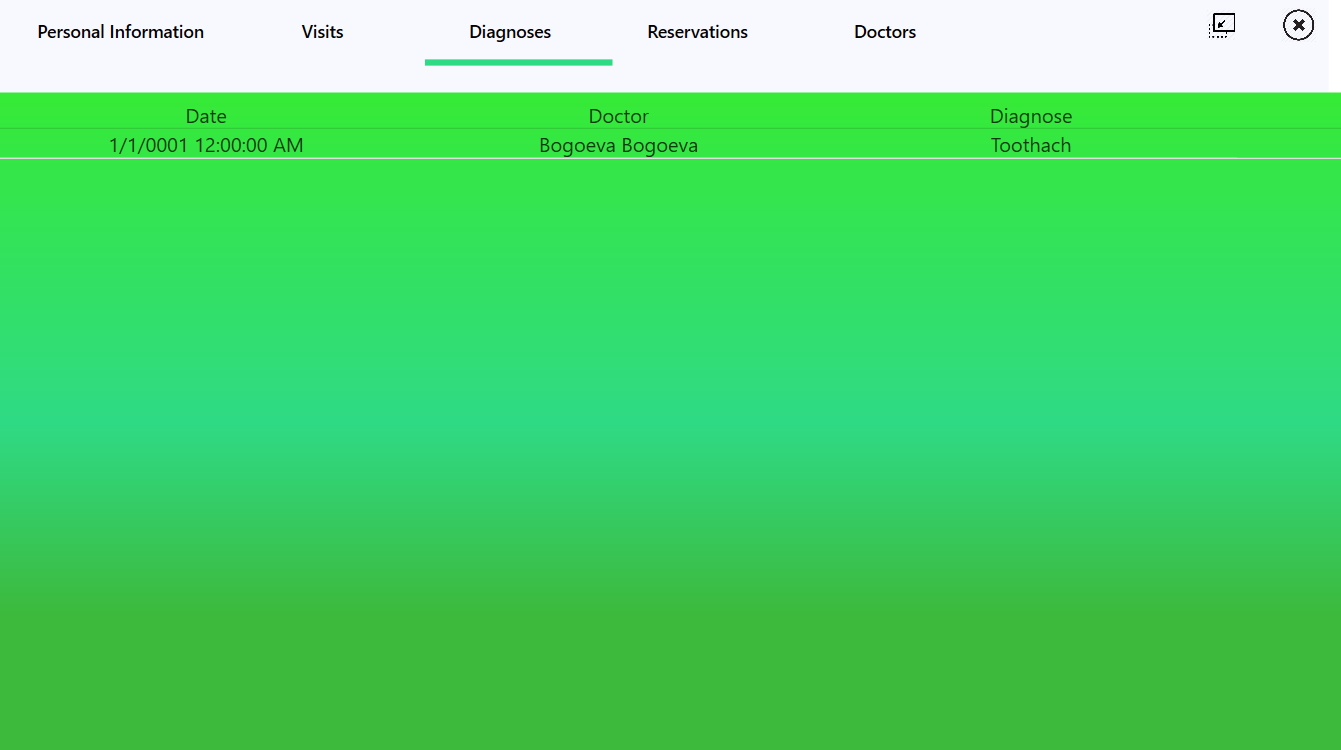 Personal Information Visits Diagnoses Reservations Doctors
Date Doctor Diagnose
1/1/0001 12:00:00 AM Bogoeva Bogoeva Toothach